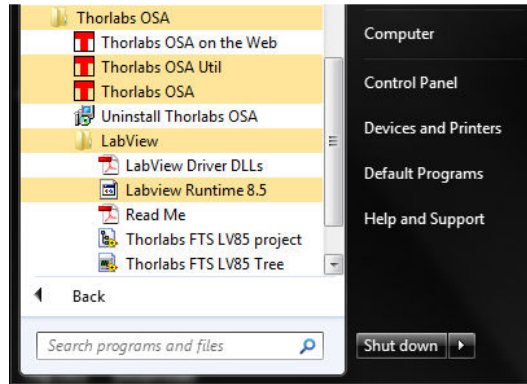 Thorlabs OSA
Thorlabs OSA on the Web
Thorlabs OSA Util
Thorlabs OSA
Uninstall Thorlabs OSA
LabView
LabView Driver DLLs
Labview Runtime 8.5
Read Me
Thorlabs FTS LV85 project
Thorlabs FTS LV85 Tree
Back
Search programs and files
Computer
Control Panel
Devices and Printers
Default Programs
Help and Support
Shut down